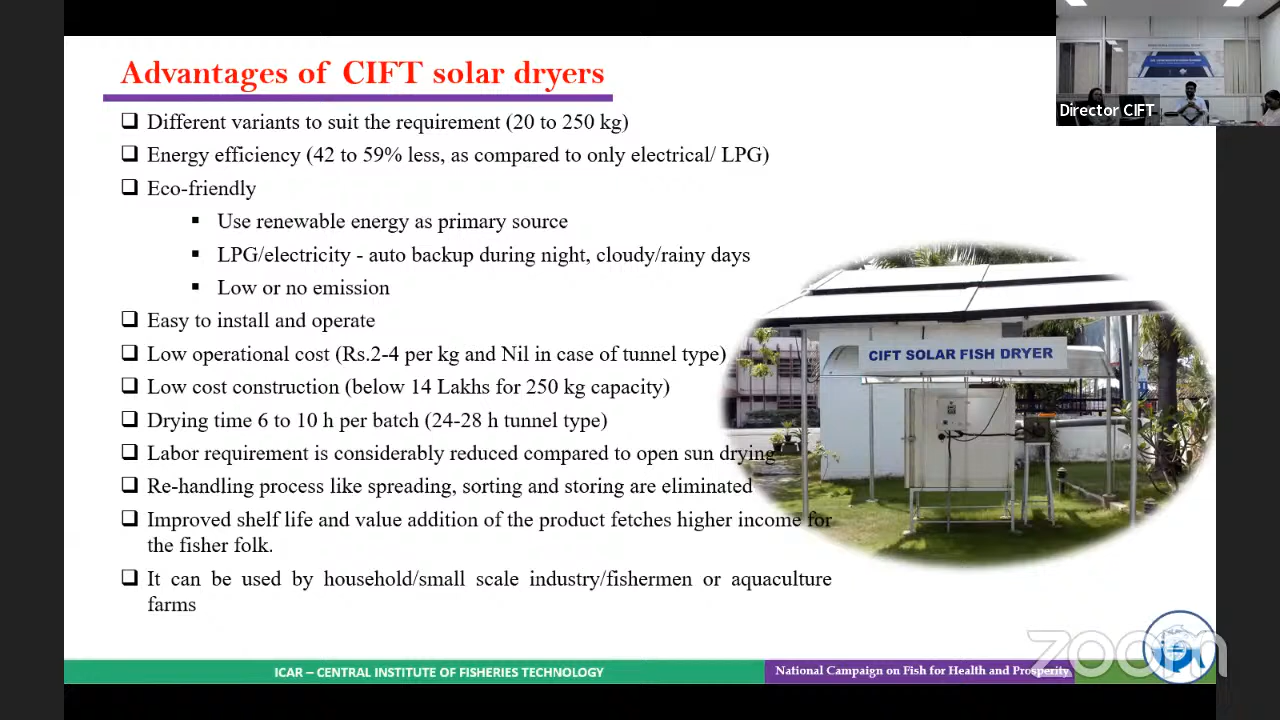 Advantages of CIFT solar dryers
Different variants to suit the requirement (20 to 250 kg)
Energy efficiency (42 to 59% less, as compared to only electrical/ LPG)
Eco-friendly
Use renewable energy as primary source
LPG/electricity - auto backup during night, cloudy/rainy days
Low or no emission
Easy to install and operate
Low operational cost (Rs.2-4 per kg and Nil in case of tunnel type)
Low cost construction (below 14 Lakhs for 250 kg capacity)
Drying time 6 to 10 h per batch (24-28 h tunnel type)
Labor requirement is considerably reduced compared to open sun drying
Re-handling process like spreading, sorting and storing are eliminated
Improved shelf life and value addition of the product fetches higher income for
the fisher folk.
It can be used by household/small scale industry/fishermen or aquaculture
farms
CIFT SOLAR FISH DRYER
Director CIFT
ICAR – CENTRAL INSTITUTE OF FISHERIES TECHNOLOGY
National Campaign on Fish for Health and Prosperity
zoom